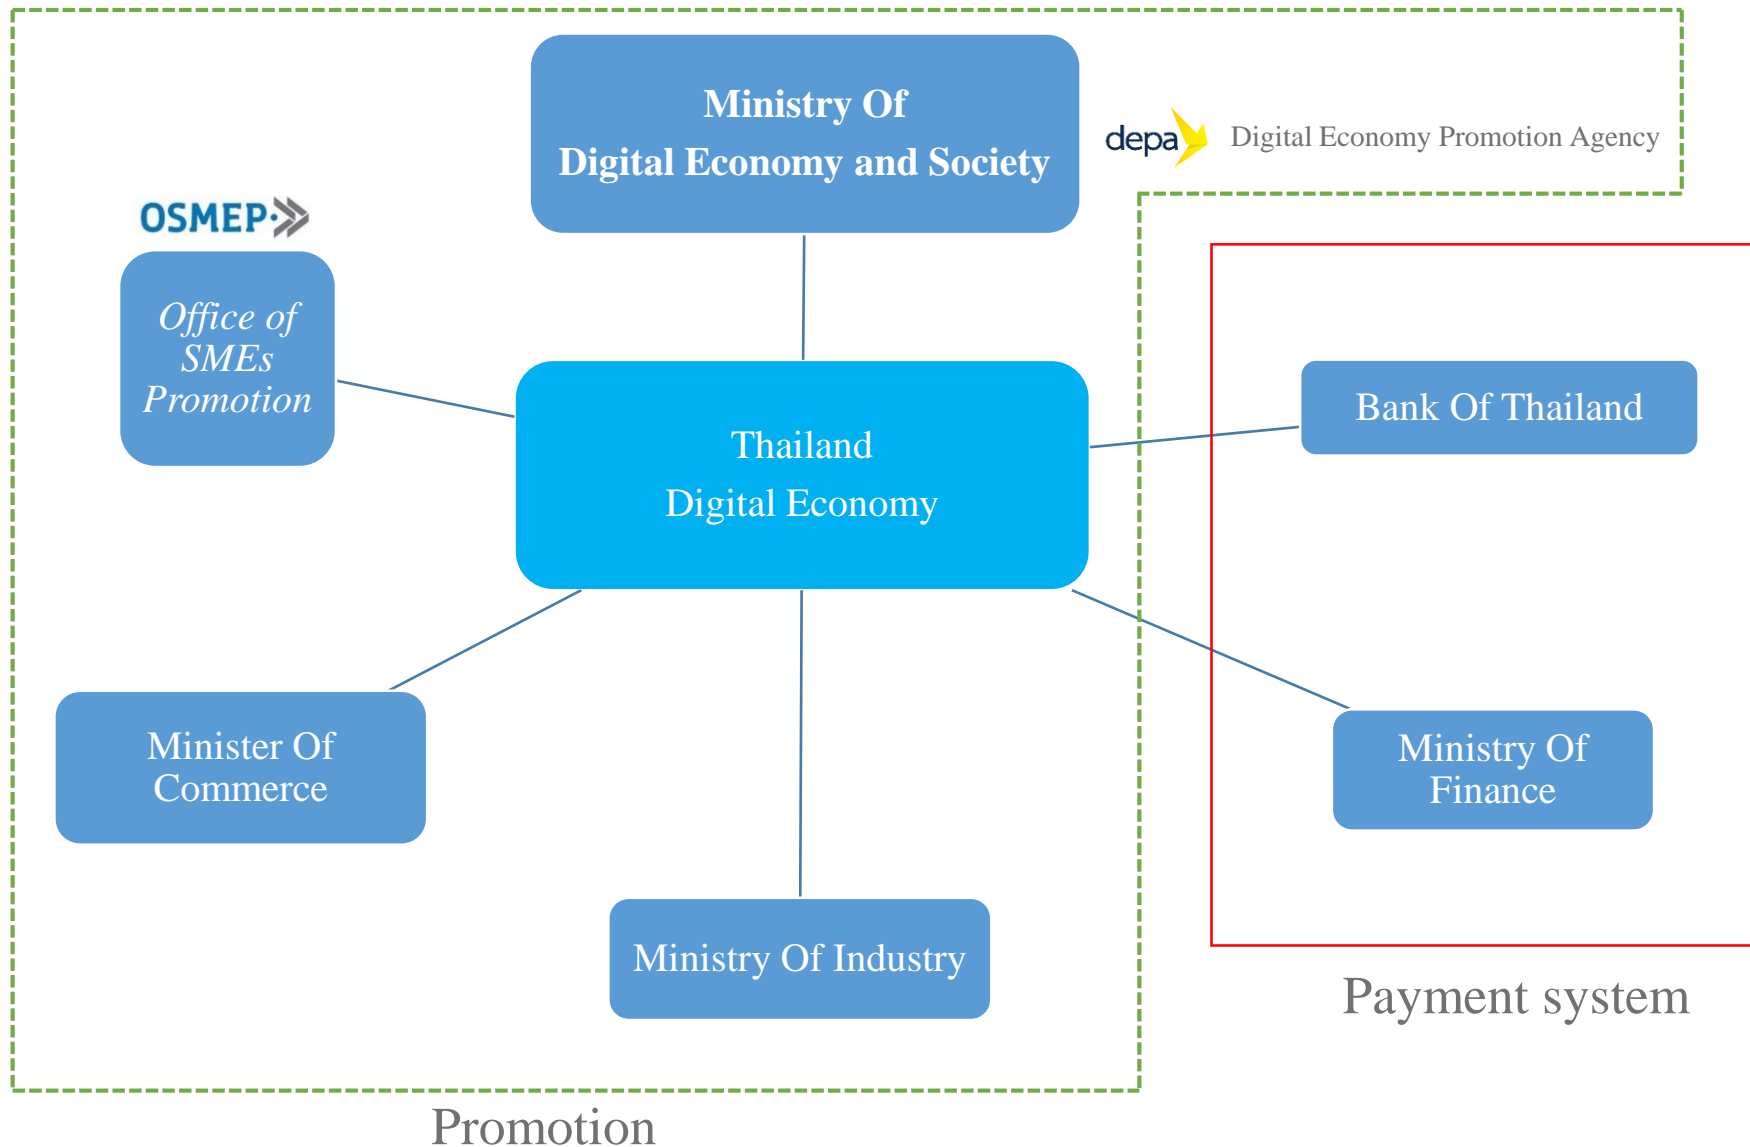 Ministry Of
Digital Economy and Society
depa
Digital Economy Promotion Agency
OSMEP
Office of
SMEs
Promotion
Thailand
Digital Economy
Bank Of Thailand
Minister Of
Commerce
Ministry Of
Finance
Ministry Of Industry
Payment system
Promotion